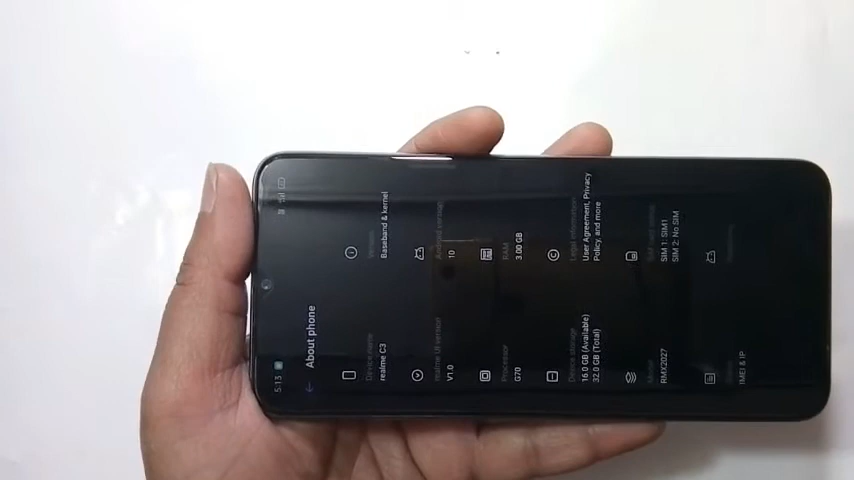 5:13
About phone
Device name
realme C3
Version
Baseband & kernel
realme UI version
V1.0
Android version
10
Processor
G70
RAM
3.00 GB
Device storage
16.0 GB (Available)
32.0 GB (Total)
Legal information
User Agreement, Privacy
Policy, and more
Model
RMX2027
SIM card status
SIM 1: SIM1
SIM 2: No SIM
Status
IMEI & IP